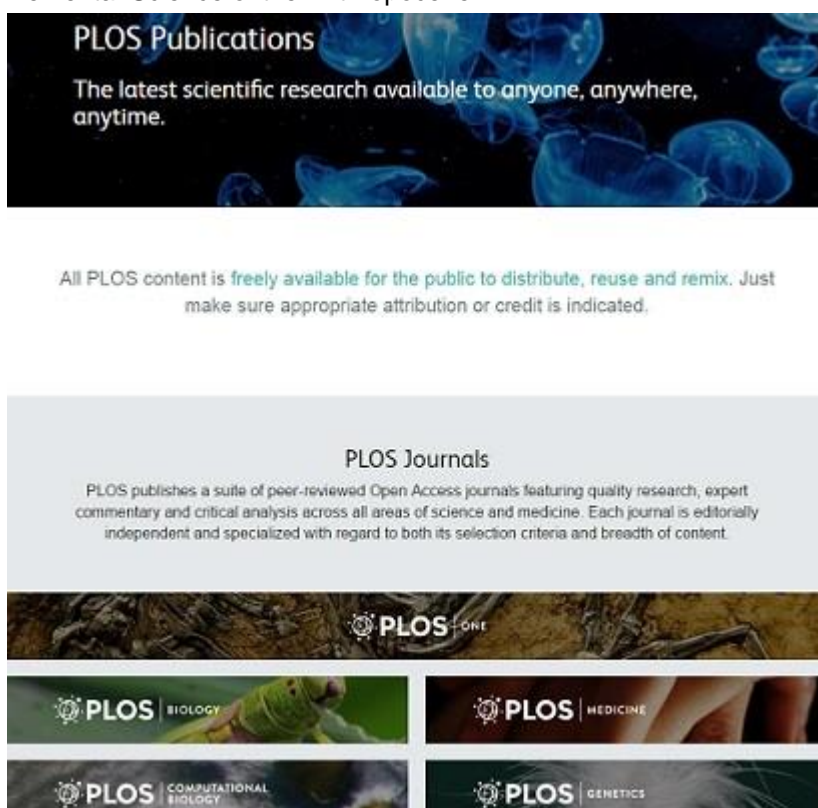 PLOS Publications
The latest scientific research available to anyone, anywhere,
anytime.
All PLOS content is freely available for the public to distribute, reuse and remix. Just
make sure appropriate attribution or credit is indicated.
PLOS Journals
PLOS publishes a suite of peer-reviewed Open Access journals featuring quality research, expert
commentary and critical analysis across all areas of science and medicine. Each journal is editorially
independent and specialized with regard to both its selection criteria and breadth of content.
PLOS ONE
PLOS BIOLOGY
PLOS MEDICINE
PLOS COMPUTATIONAL BIOLOGY
PLOS GENETICS